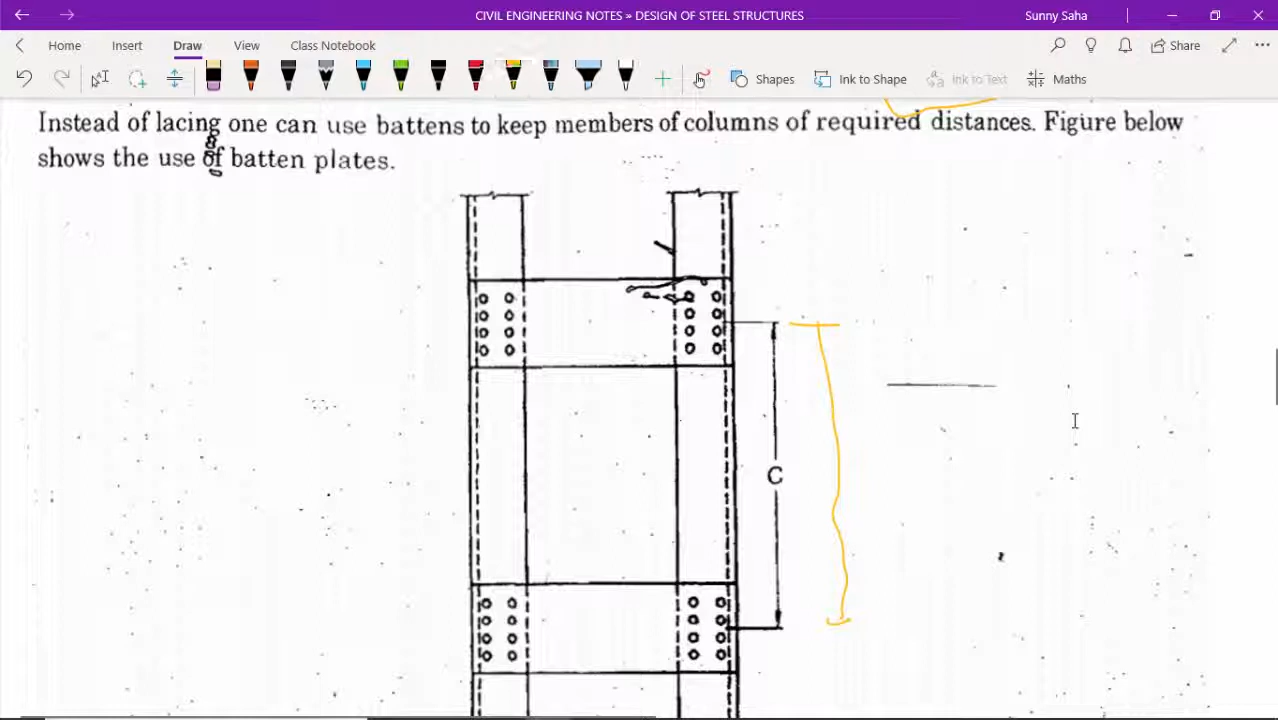 CIVIL ENGINEERING NOTES » DESIGN OF STEEL STRUCTURES
Sunny Saha
Home Insert Draw View Class Notebook
Share
Shapes Ink to Shape Ink to Text Maths
Instead of lacing one can use battens to keep members of columns of required distances. Figure below
shows the use of batten plates.
C